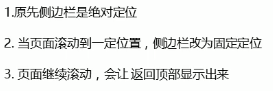 1.原先侧边栏是绝对定位
2. 当页面滚动到一定位置，侧边栏改为固定定位
3. 页面继续滚动，会让 返回顶部显示出来